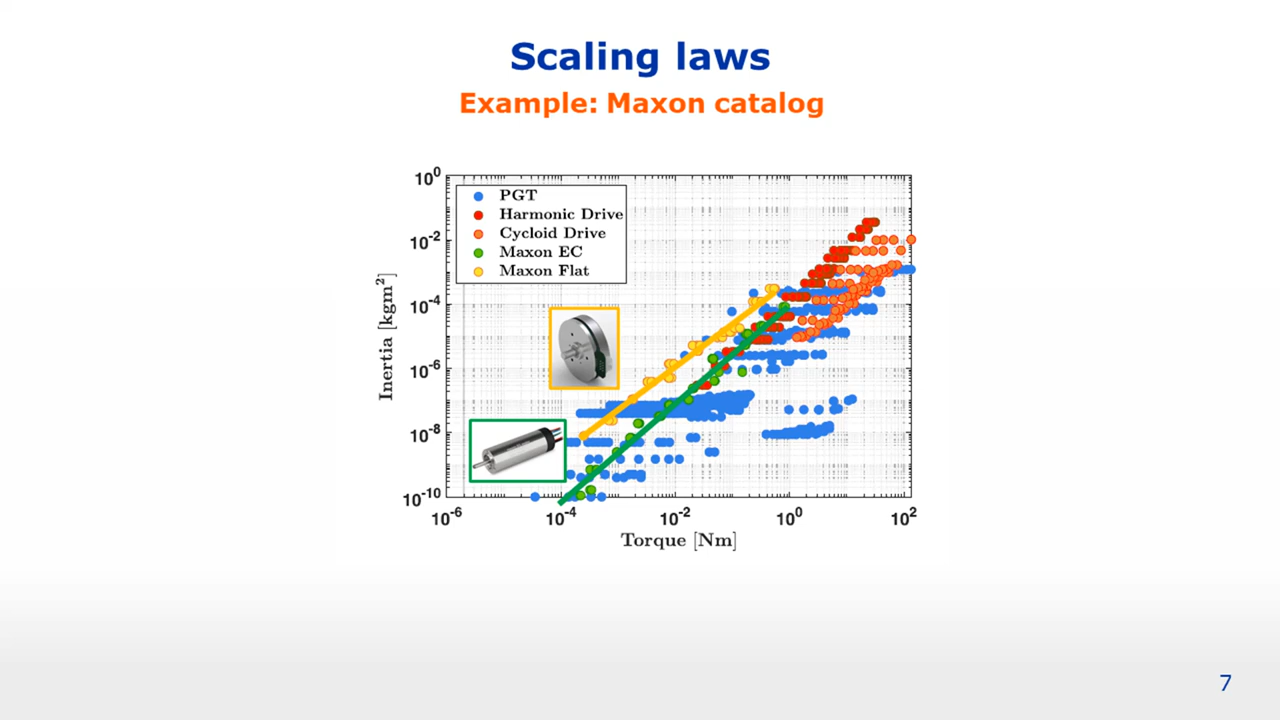 Scaling laws
Example: Maxon catalog
PGT
Harmonic Drive
Cycloid Drive
Maxon EC
Maxon Flat
10^0
10^-2
10^-4
10^-6
10^-8
10^-10
Inertia [kgm^2]
10^-6
10^-4
10^-2
10^0
10^2
Torque [Nm]
7